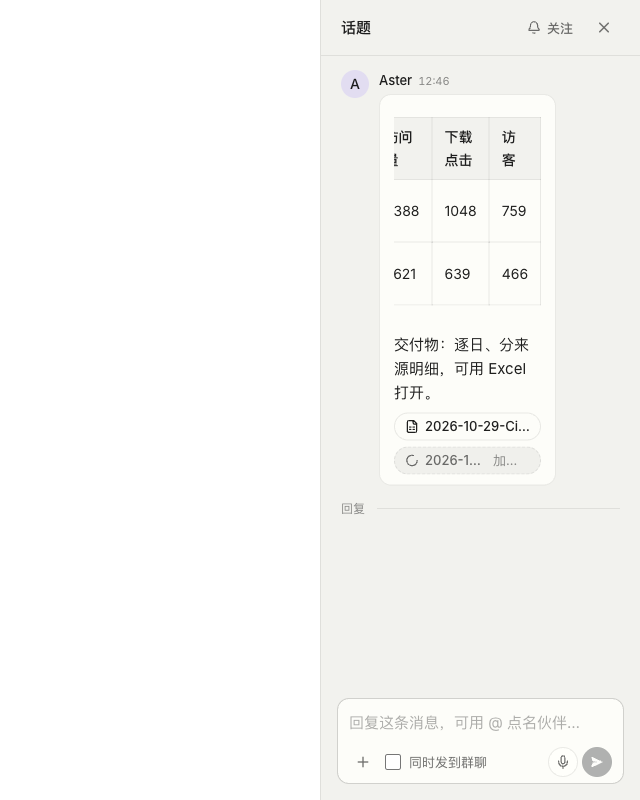 话题
关注
A
Aster 12:46
访问 下载 访
点击 客
388 1048 759
621 639 466
交付物：逐日、分来
源明细，可用 Excel
打开。
2026-10-29-Ci...
2026-1... 加...
回复
回复这条消息，可用 @ 点名伙伴...
同时发到群聊